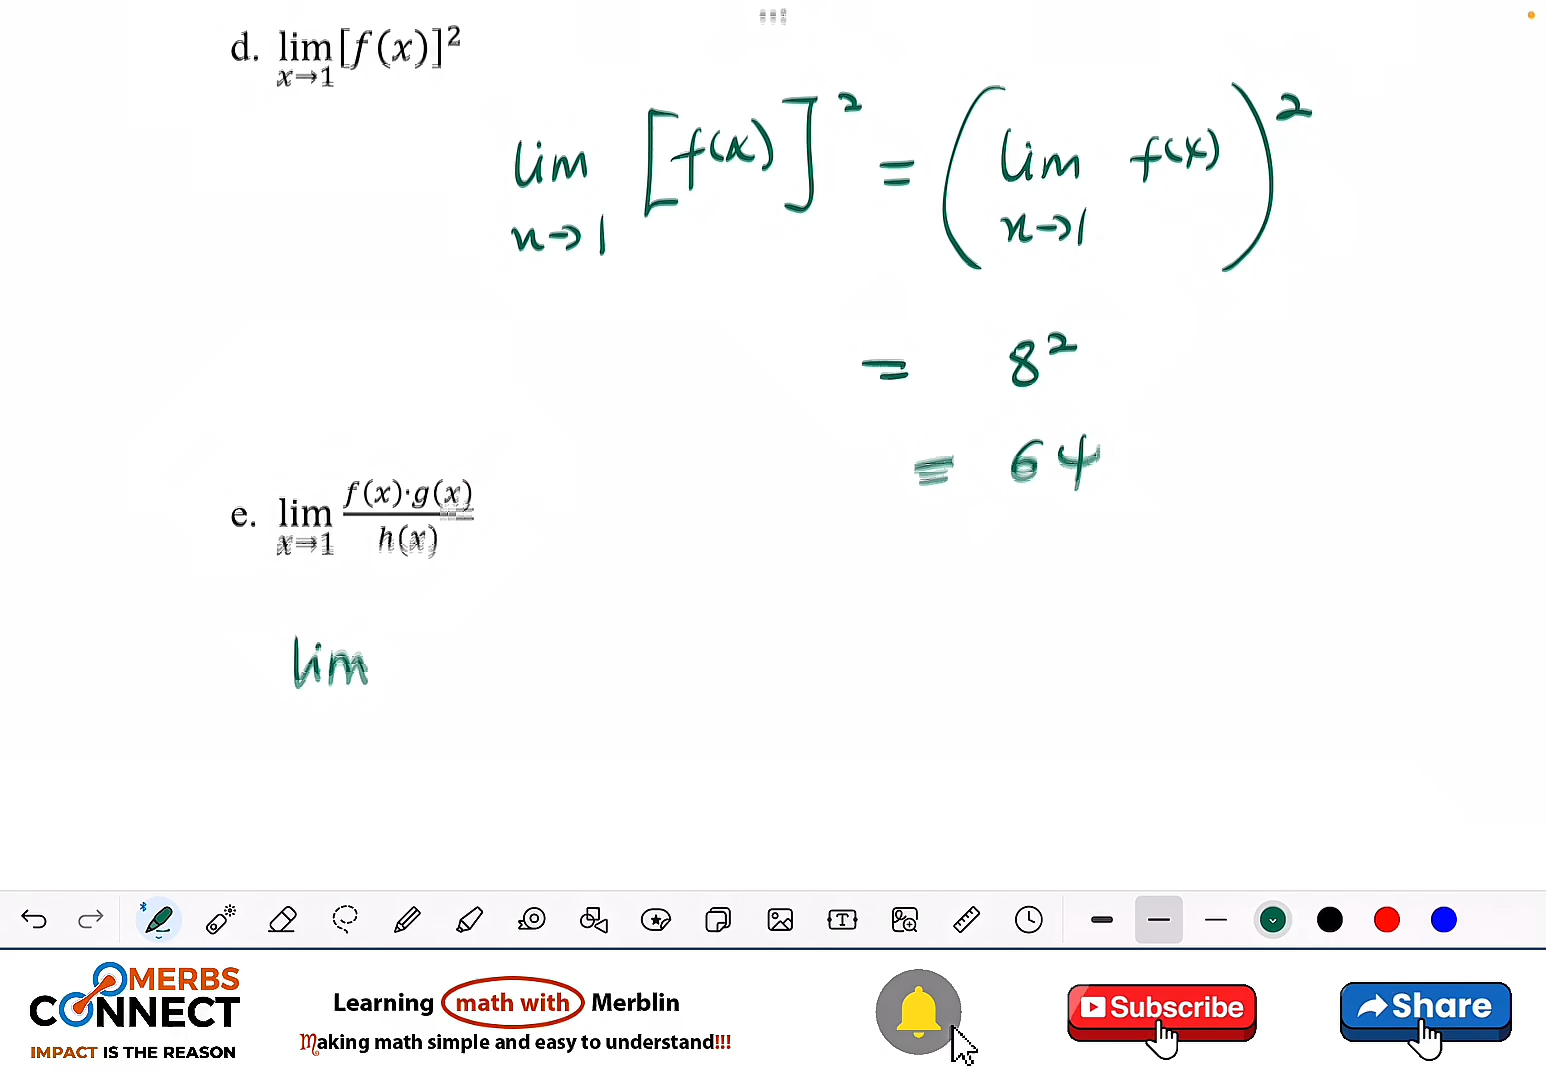 d. lim x→1 [f(x)]²
lim x→1 [f(x)]² = (lim x→1 f(x))²
= 8²
= 64
e. lim x→1 f(x)·g(x) / h(x)
lim
MERBS
CONNECT
IMPACT IS THE REASON
Learning math with Merblin
Making math simple and easy to understand!!!
Subscribe
Share